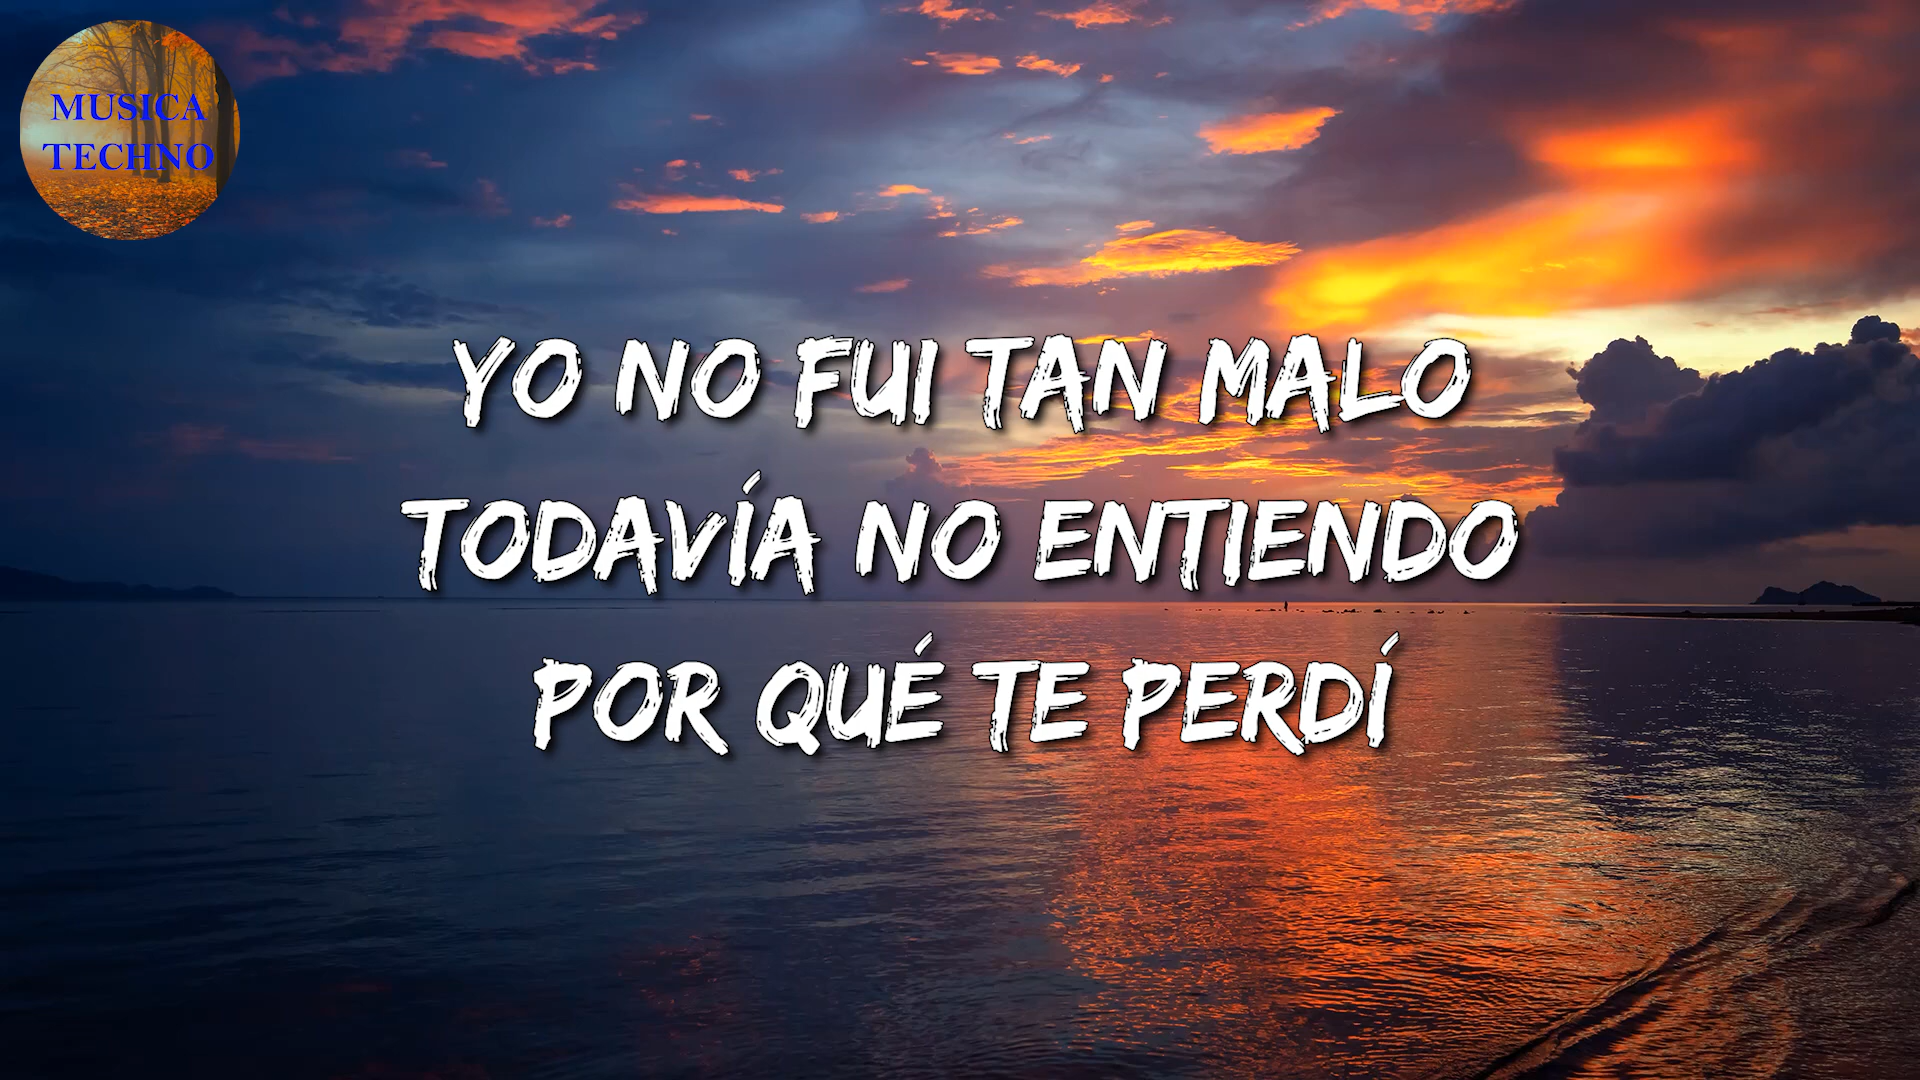 MUSICA
TECHNO
YO NO FUI TAN MALO
TODAVÍA NO ENTIENDO
POR QUÉ TE PERDÍ